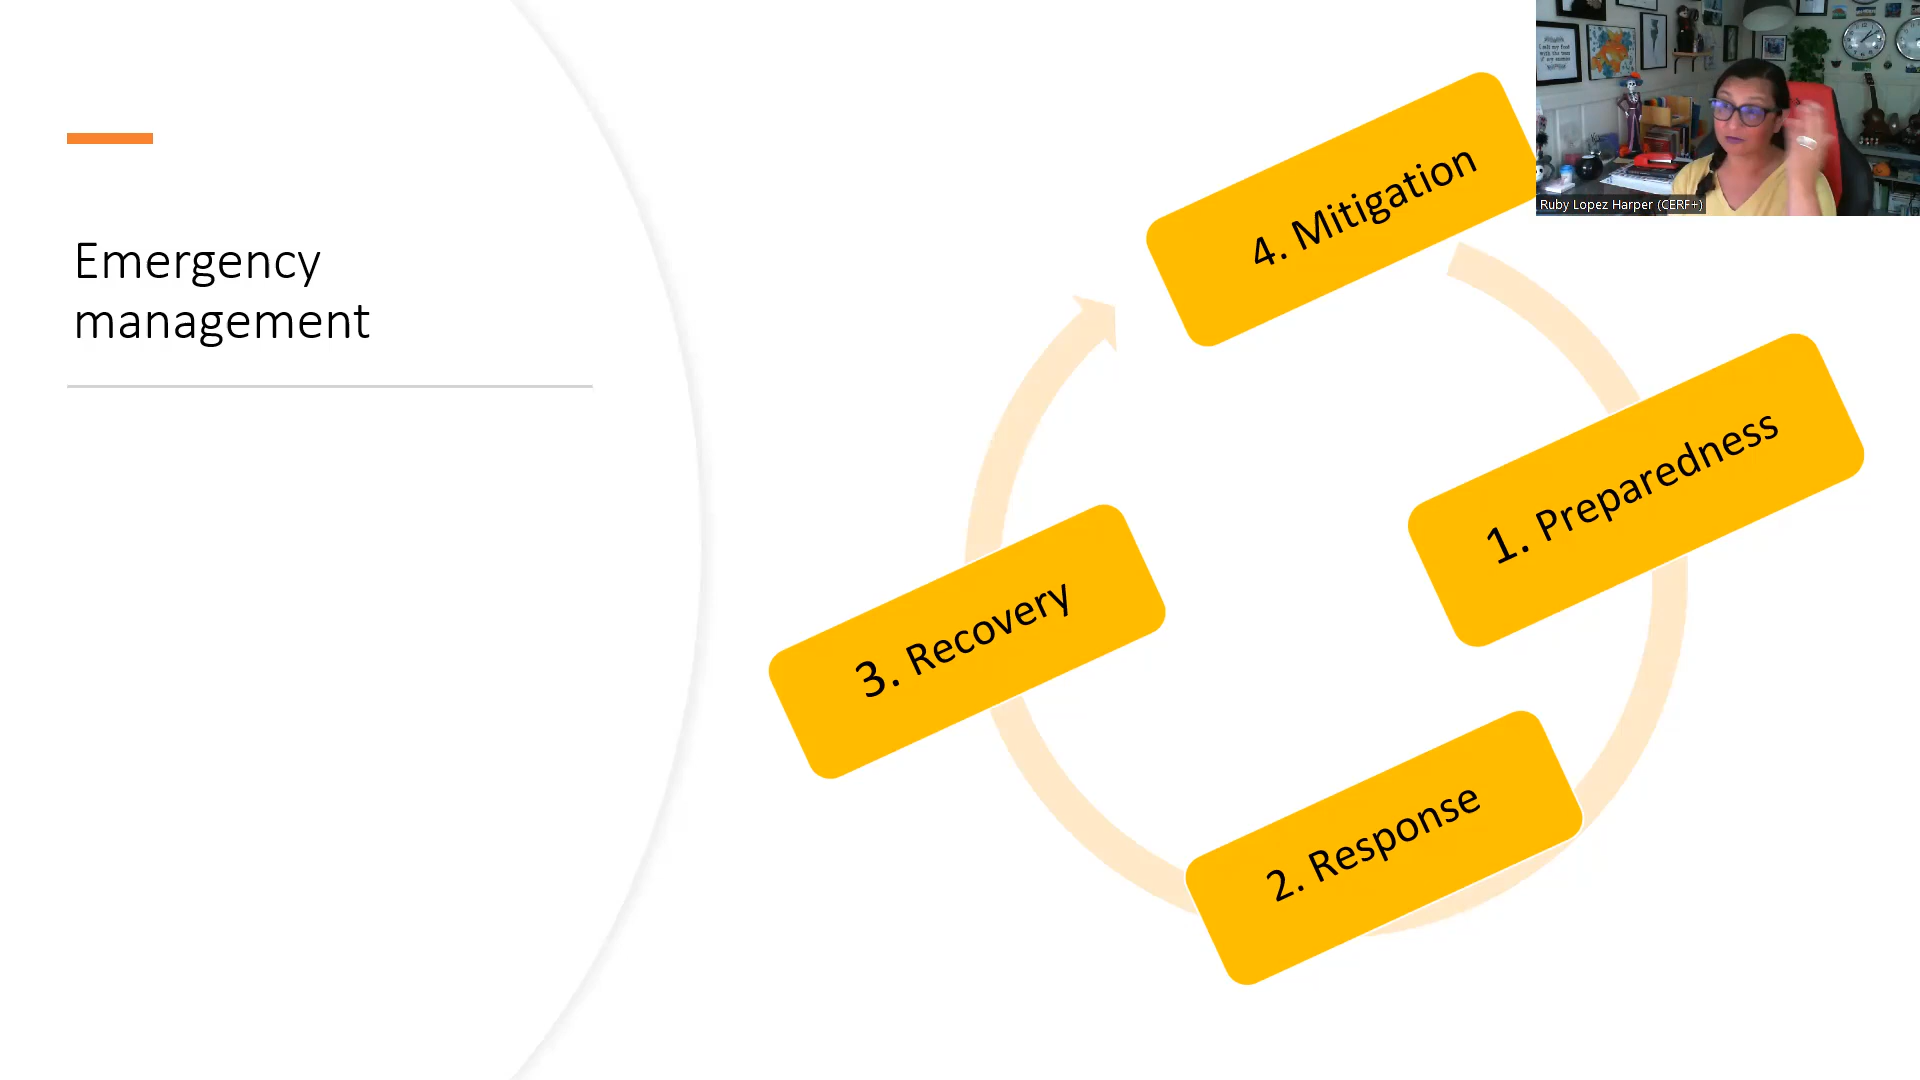 Emergency
management
4. Mitigation
1. Preparedness
2. Response
3. Recovery
Ruby Lopez Harper (CERF+)